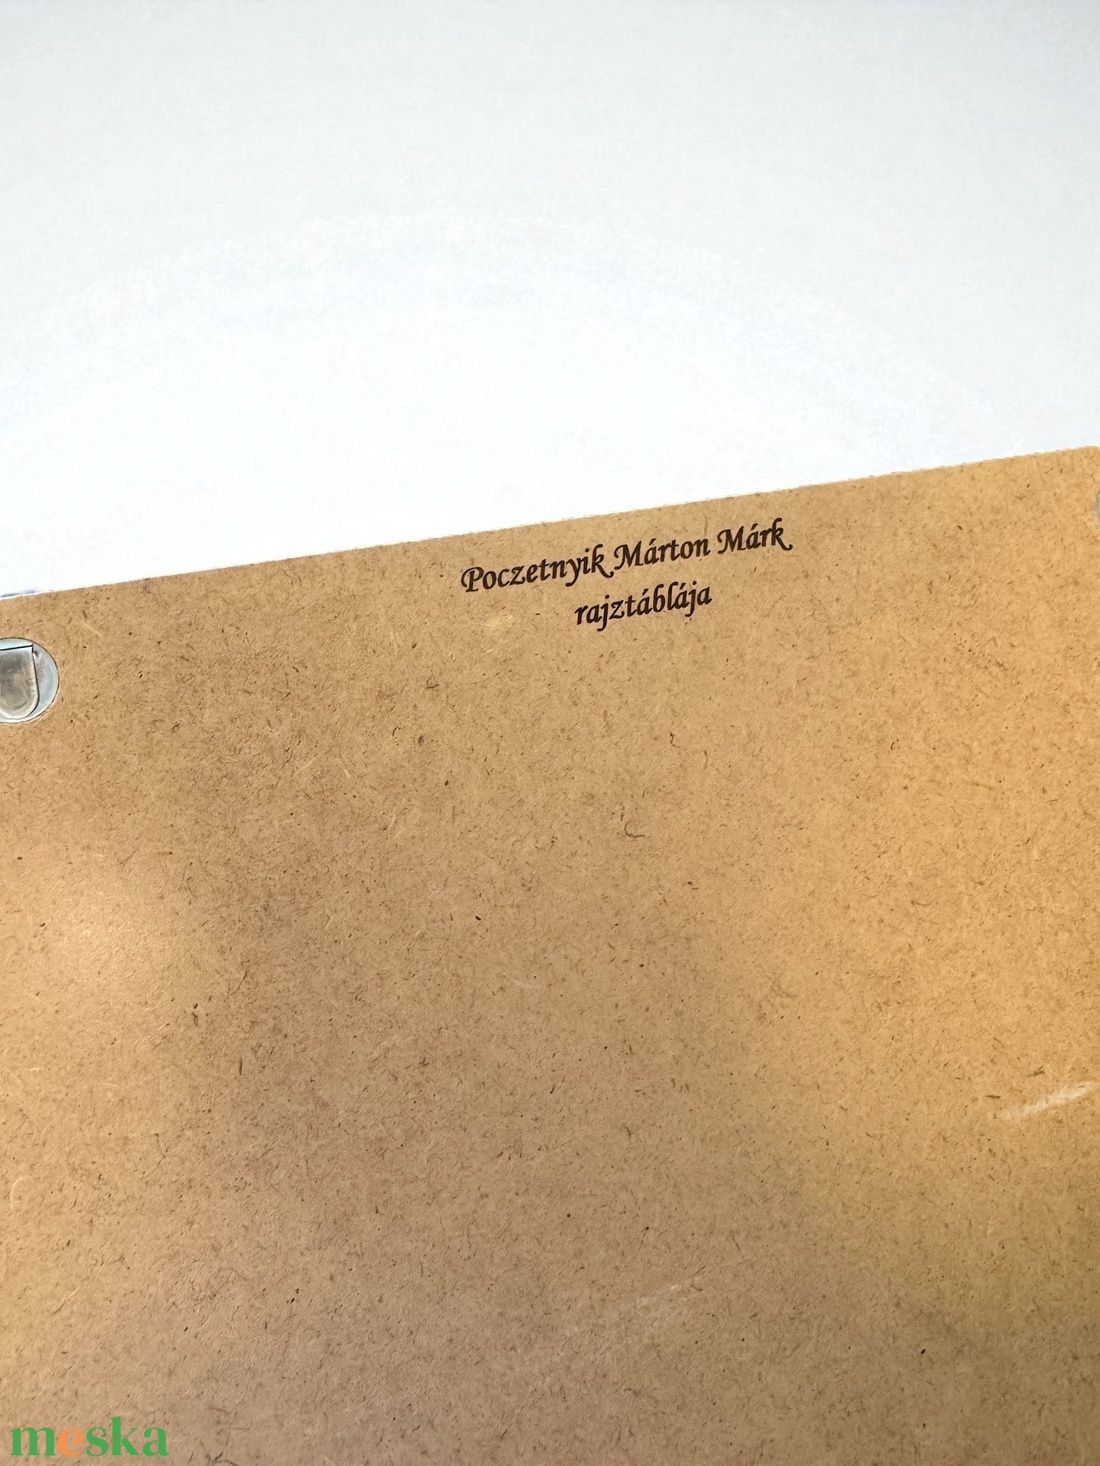 Poczetnyik Márton Márk
rajztáblája
meska